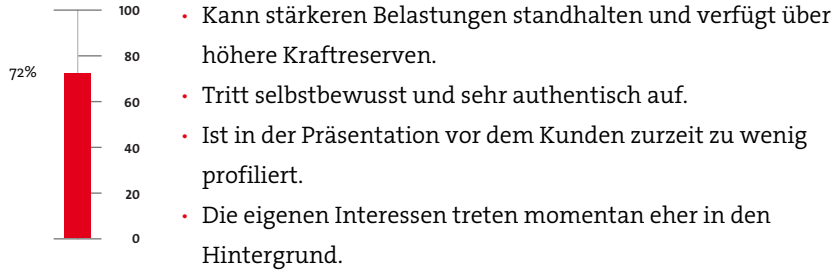 100
80
72%
60
40
20
0
• Kann stärkeren Belastungen standhalten und verfügt über
höhere Kraftreserven.
• Tritt selbstbewusst und sehr authentisch auf.
• Ist in der Präsentation vor dem Kunden zurzeit zu wenig
profiliert.
• Die eigenen Interessen treten momentan eher in den
Hintergrund.